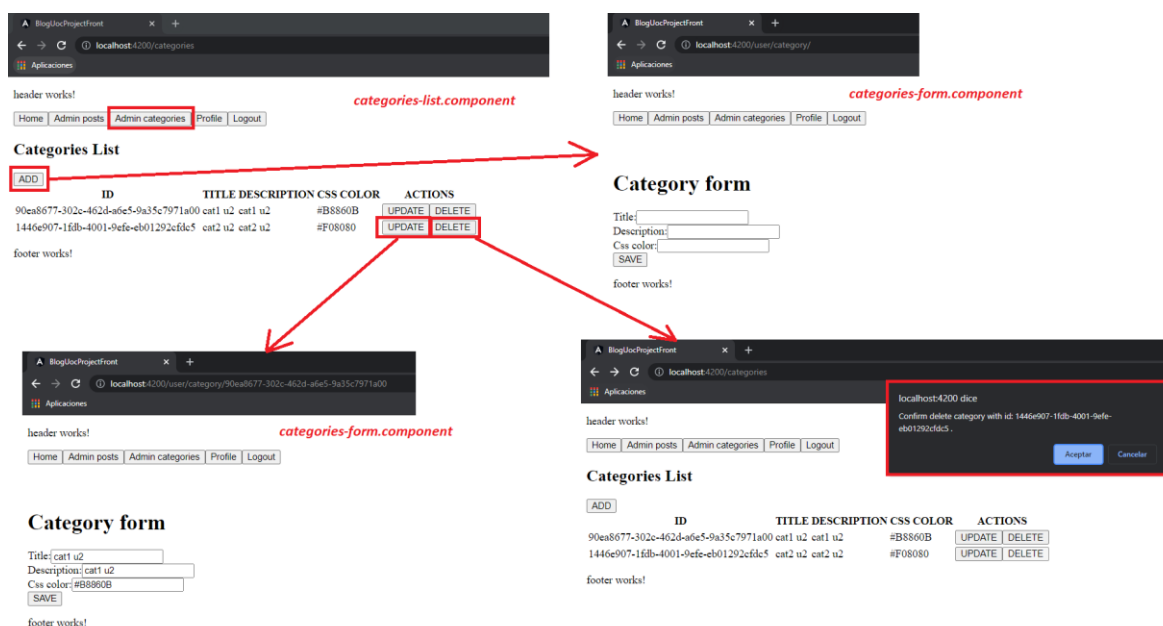 BlogUocProjectFront
localhost:4200/categories
Aplicaciones
header works!
categories-list.component
Home Admin posts Admin categories Profile Logout
Categories List
ADD
ID TITLE DESCRIPTION CSS COLOR ACTIONS
90ea8677-302c-462d-a6e5-9a35c7971a00 cat1 u2 cat1 u2 #B8860B UPDATE DELETE
1446e907-1fdb-4001-9efe-eb01292cfdc5 cat2 u2 cat2 u2 #F08080 UPDATE DELETE
footer works!
BlogUocProjectFront
localhost:4200/user/category/
Aplicaciones
header works!
categories-form.component
Home Admin posts Admin categories Profile Logout
Category form
Title:
Description:
Css color:
SAVE
footer works!
BlogUocProjectFront
localhost:4200/user/category/90ea8677-302c-462d-a6e5-9a35c7971a00
Aplicaciones
header works!
categories-form.component
Home Admin posts Admin categories Profile Logout
Category form
Title: cat1 u2
Description: cat1 u2
Css color: #B8860B
SAVE
footer works!
BlogUocProjectFront
localhost:4200/categories
Aplicaciones
localhost:4200 dice
Confirm delete category with id: 1446e907-1fdb-4001-9efe-
eb01292cfdc5 .
Aceptar Cancelar
header works!
Home Admin posts Admin categories Profile Logout
Categories List
ADD
ID TITLE DESCRIPTION CSS COLOR ACTIONS
90ea8677-302c-462d-a6e5-9a35c7971a00 cat1 u2 cat1 u2 #B8860B UPDATE DELETE
1446e907-1fdb-4001-9efe-eb01292cfdc5 cat2 u2 cat2 u2 #F08080 UPDATE DELETE
footer works!